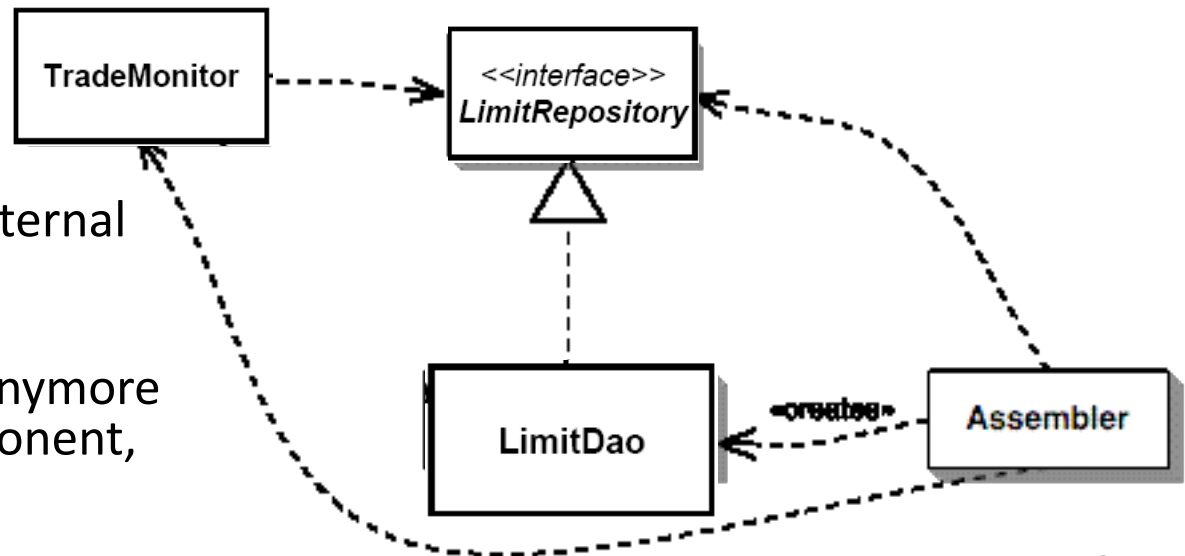 TradeMonitor
<<interface>>
LimitRepository
ternal
nymore
onent,
LimitDao
«creates»
Assembler